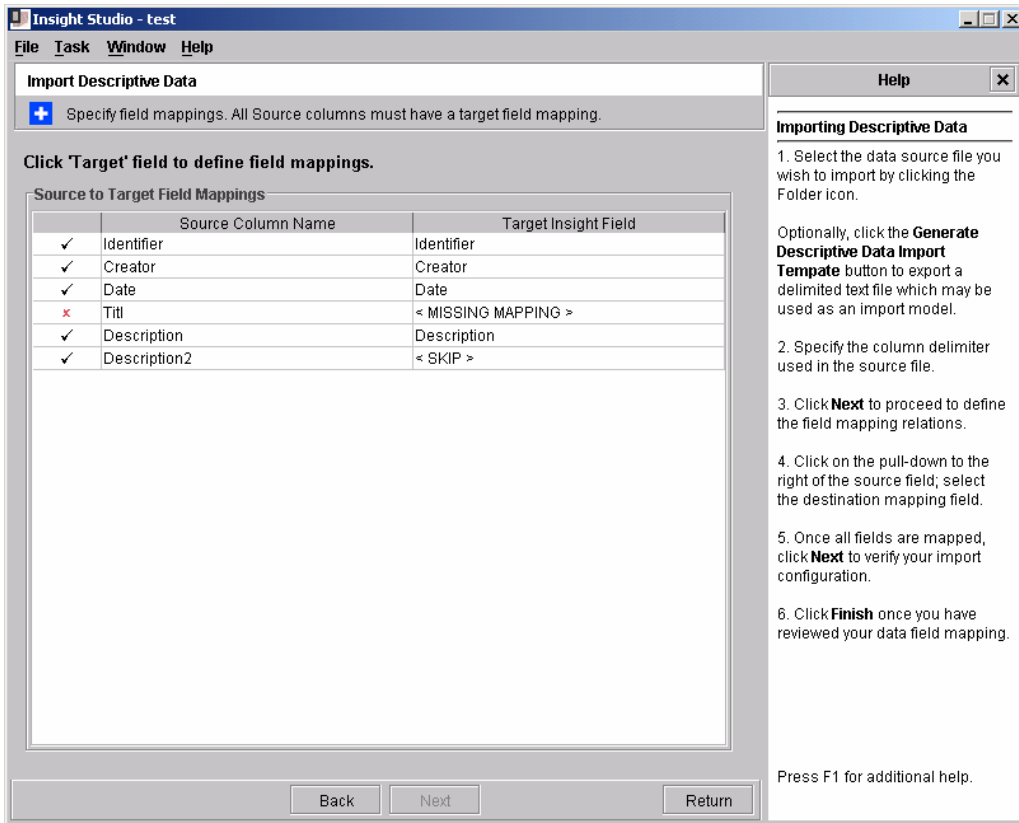 Insight Studio - test
File Task Window Help
Import Descriptive Data
Specify field mappings. All Source columns must have a target field mapping.
Click 'Target' field to define field mappings.
Source to Target Field Mappings
Source Column Name Target Insight Field
Identifier Identifier
Creator Creator
Date Date
Titl < MISSING MAPPING >
Description Description
Description2 < SKIP >
Back Next Return
Help
Importing Descriptive Data
1. Select the data source file you
wish to import by clicking the
Folder icon.
Optionally, click the Generate
Descriptive Data Import
Tempate button to export a
delimited text file which may be
used as an import model.
2. Specify the column delimiter
used in the source file.
3. Click Next to proceed to define
the field mapping relations.
4. Click on the pull-down to the
right of the source field; select
the destination mapping field.
5. Once all fields are mapped,
click Next to verify your import
configuration.
6. Click Finish once you have
reviewed your data field mapping.
Press F1 for additional help.